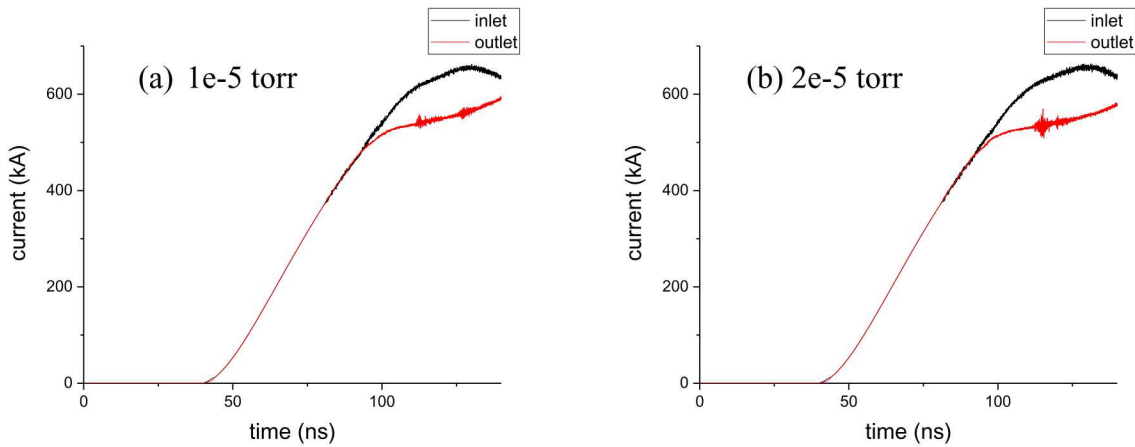 inlet
outlet
(a) 1e-5 torr
600
400
200
0
current (kA)
0
50
100
time (ns)
inlet
outlet
(b) 2e-5 torr
600
400
200
0
current (kA)
0
50
100
time (ns)